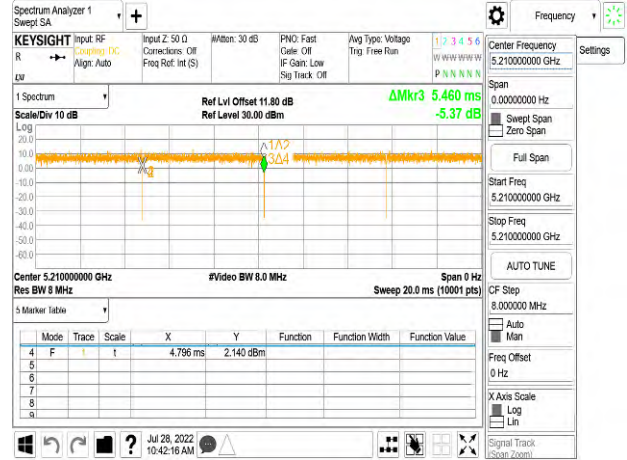 Spectrum Analyzer 1
Swept SA
Frequency
KEYSIGHT
R
Input: RF
Coupling: DC
Align: Auto
Input Z: 50 Ω
Corrections: Off
Freq Ref: Int (S)
#Atten: 30 dB
PNO: Fast
Gate: Off
IF Gain: Low
Sig Track: Off
Avg Type: Voltage
Trig: Free Run
1 2 3 4 5 6
W W W W W W
P N N N N N
1 Spectrum
Scale/Div 10 dB
Ref Lvl Offset 11.80 dB
Ref Level 30.00 dBm
ΔMkr3 5.460 ms
-5.37 dB
Log
20.0
10.0
0.00
-10.0
-20.0
-30.0
-40.0
-50.0
-60.0
1Δ2
3Δ4
Center 5.210000000 GHz
Res BW 8 MHz
#Video BW 8.0 MHz
Span 0 Hz
Sweep 20.0 ms (10001 pts)
5 Marker Table
Mode Trace Scale X Y Function Function Width Function Value
4 F 1 t 4.796 ms 2.140 dBm
5
6
7
8
9
Jul 28, 2022
10:42:16 AM
Center Frequency
5.210000000 GHz
Settings
Span
0.00000000 Hz
Swept Span
Zero Span
Full Span
Start Freq
5.210000000 GHz
Stop Freq
5.210000000 GHz
AUTO TUNE
CF Step
8.000000 MHz
Auto
Man
Freq Offset
0 Hz
X Axis Scale
Log
Lin
Signal Track
(Span Zoom)